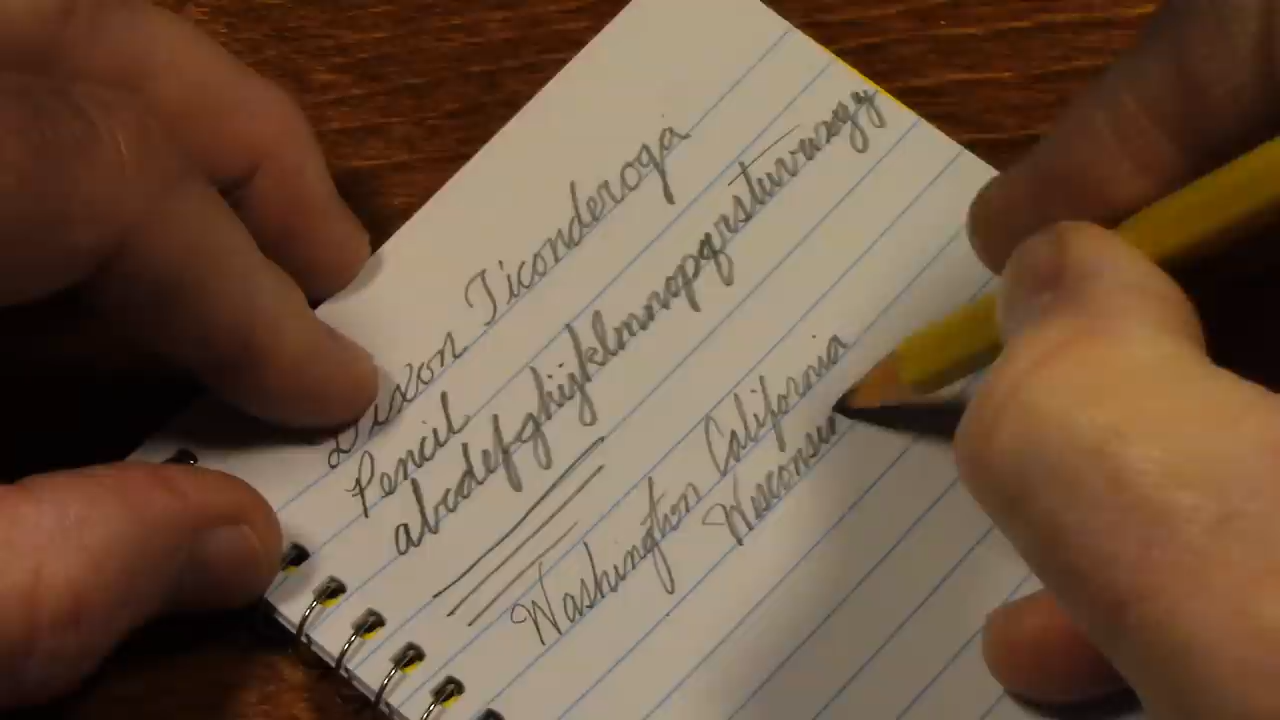 Dixon Ticonderoga
Pencil
abcdefghijklmnopqrstuvwxyz
Washington California
Wisconsin